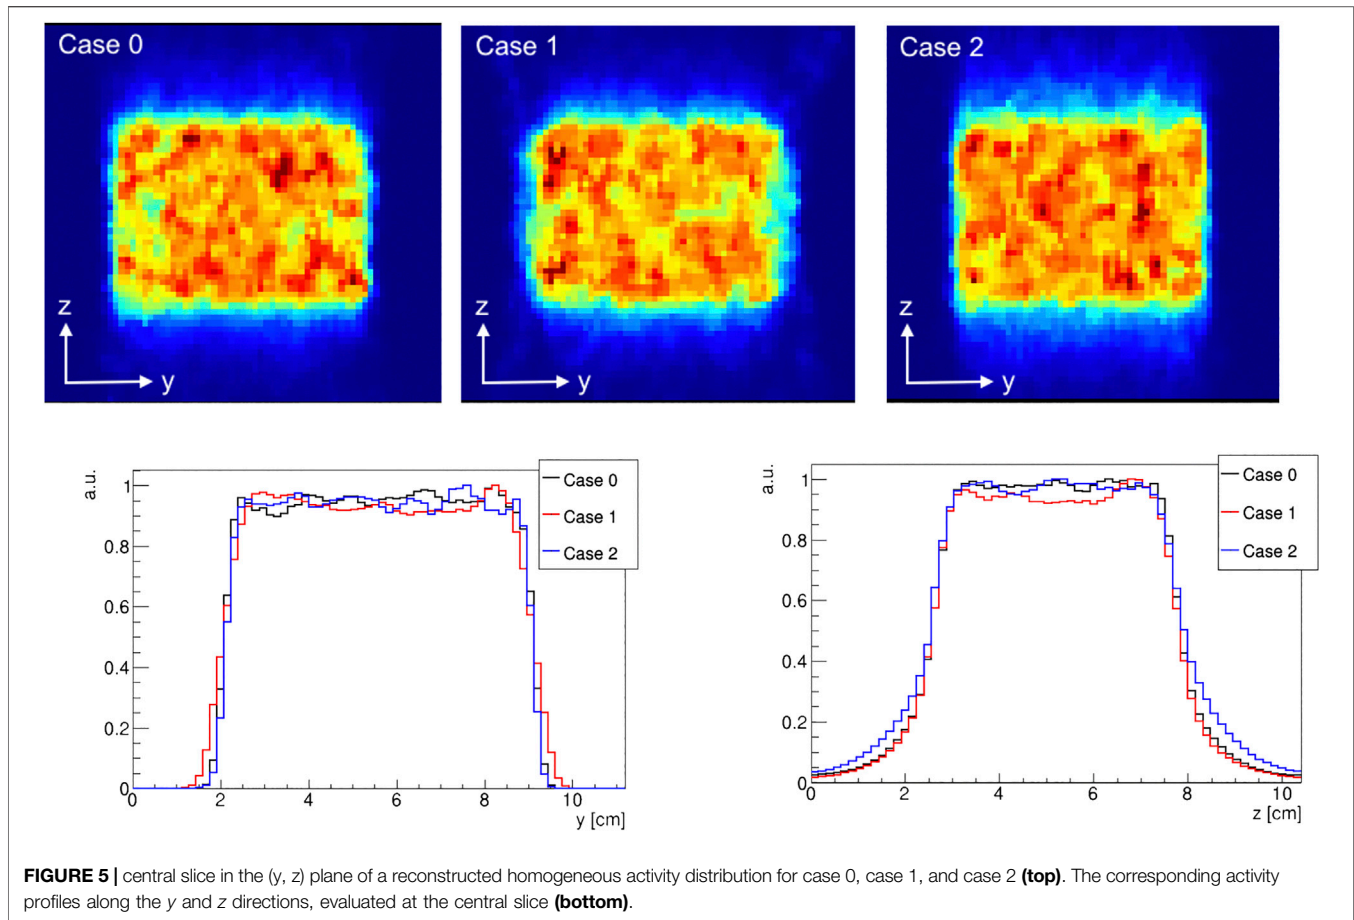 Case 0
Case 1
Case 2
z
y
z
y
z
y
a.u.
1
0.8
0.6
0.4
0.2
0
0
2
4
6
8
10
y [cm]
Case 0
Case 1
Case 2
a.u.
1
0.8
0.6
0.4
0.2
0
0
2
4
6
8
10
z [cm]
Case 0
Case 1
Case 2
FIGURE 5 | central slice in the (y, z) plane of a reconstructed homogeneous activity distribution for case 0, case 1, and case 2 (top). The corresponding activity
profiles along the y and z directions, evaluated at the central slice (bottom).